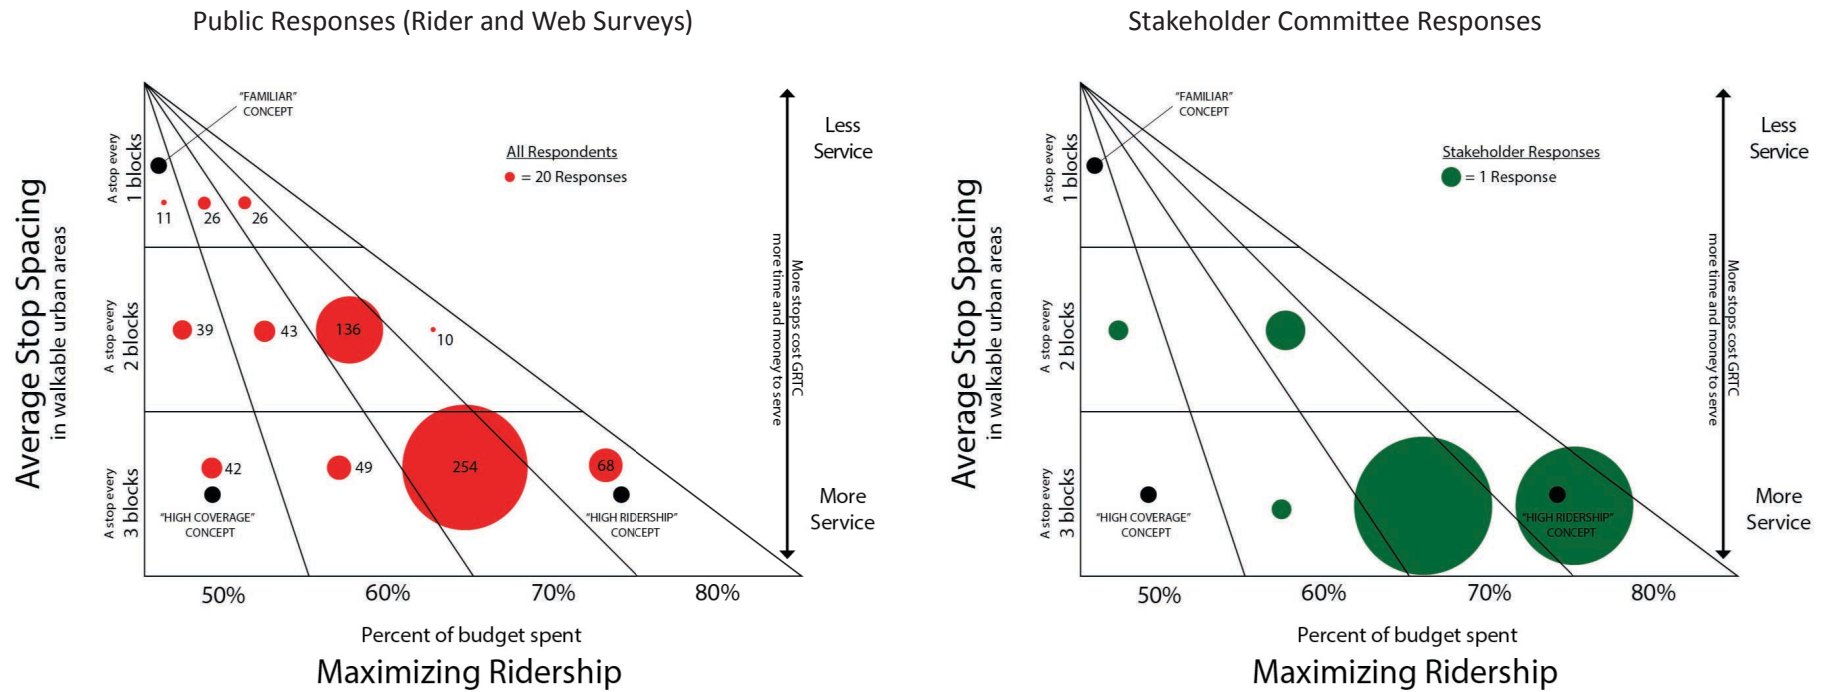 Public Responses (Rider and Web Surveys)
Average Stop Spacing
in walkable urban areas
A stop every
1 blocks
A stop every
2 blocks
A stop every
3 blocks
"FAMILIAR"
CONCEPT
All Respondents
= 20 Responses
11
26
26
39
43
136
10
42
49
254
68
"HIGH COVERAGE"
CONCEPT
"HIGH RIDERSHIP"
CONCEPT
Less
Service
More stops cost GRTC
more time and money to serve
More
Service
50%
60%
70%
80%
Percent of budget spent
Maximizing Ridership
Stakeholder Committee Responses
Average Stop Spacing
in walkable urban areas
A stop every
1 blocks
A stop every
2 blocks
A stop every
3 blocks
"FAMILIAR"
CONCEPT
Stakeholder Responses
= 1 Response
"HIGH COVERAGE"
CONCEPT
"HIGH RIDERSHIP"
CONCEPT
Less
Service
More stops cost GRTC
more time and money to serve
More
Service
50%
60%
70%
80%
Percent of budget spent
Maximizing Ridership